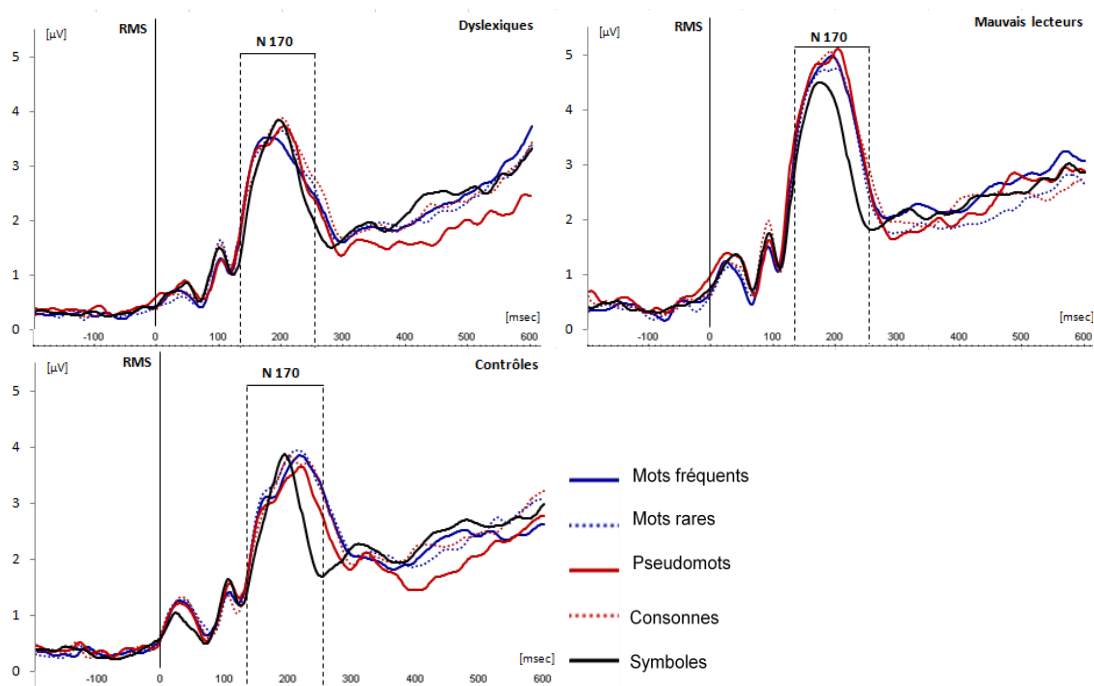 [µV]
RMS
Dyslexiques
N 170
5
4
3
2
1
0
[msec]
-100
0
100
200
300
400
500
600
[µV]
RMS
Mauvais lecteurs
N 170
5
4
3
2
1
0
[msec]
-100
0
100
200
300
400
500
600
[µV]
RMS
Contrôles
N 170
5
4
3
2
1
0
[msec]
-100
0
100
200
300
400
500
600
Mots fréquents
Mots rares
Pseudomots
Consonnes
Symboles